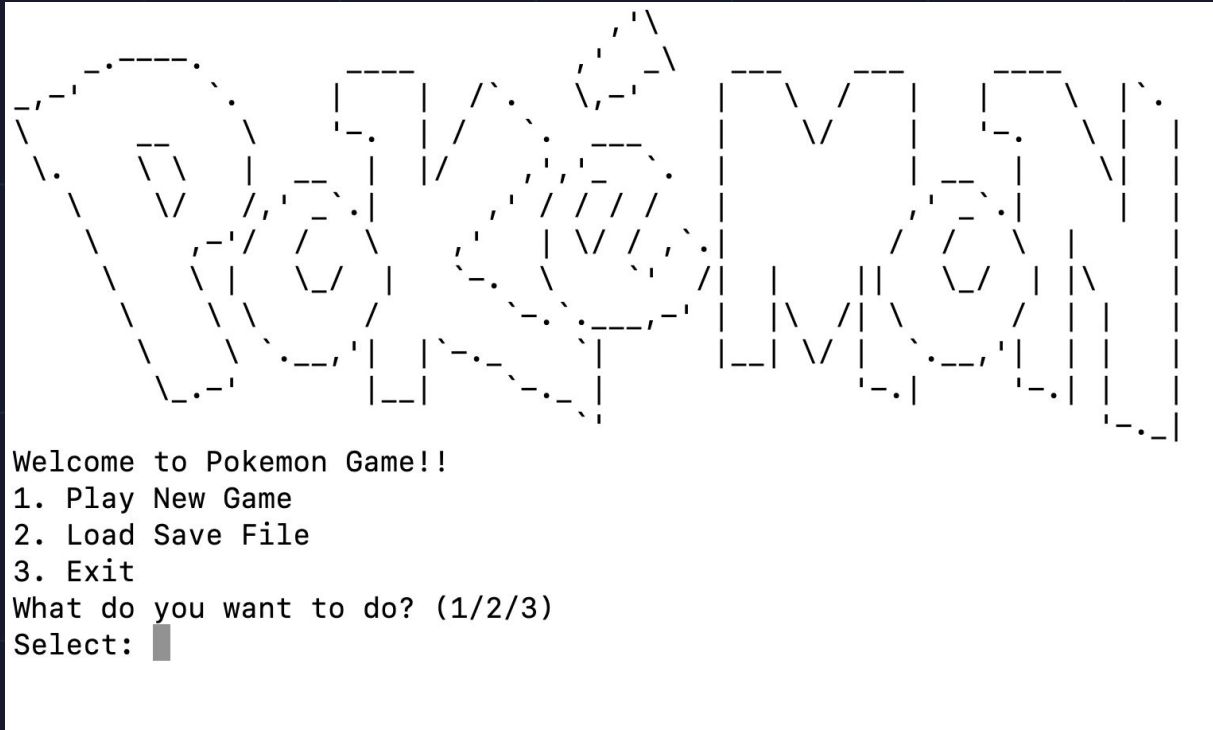 POKéMON
Welcome to Pokemon Game!!
1. Play New Game
2. Load Save File
3. Exit
What do you want to do? (1/2/3)
Select: